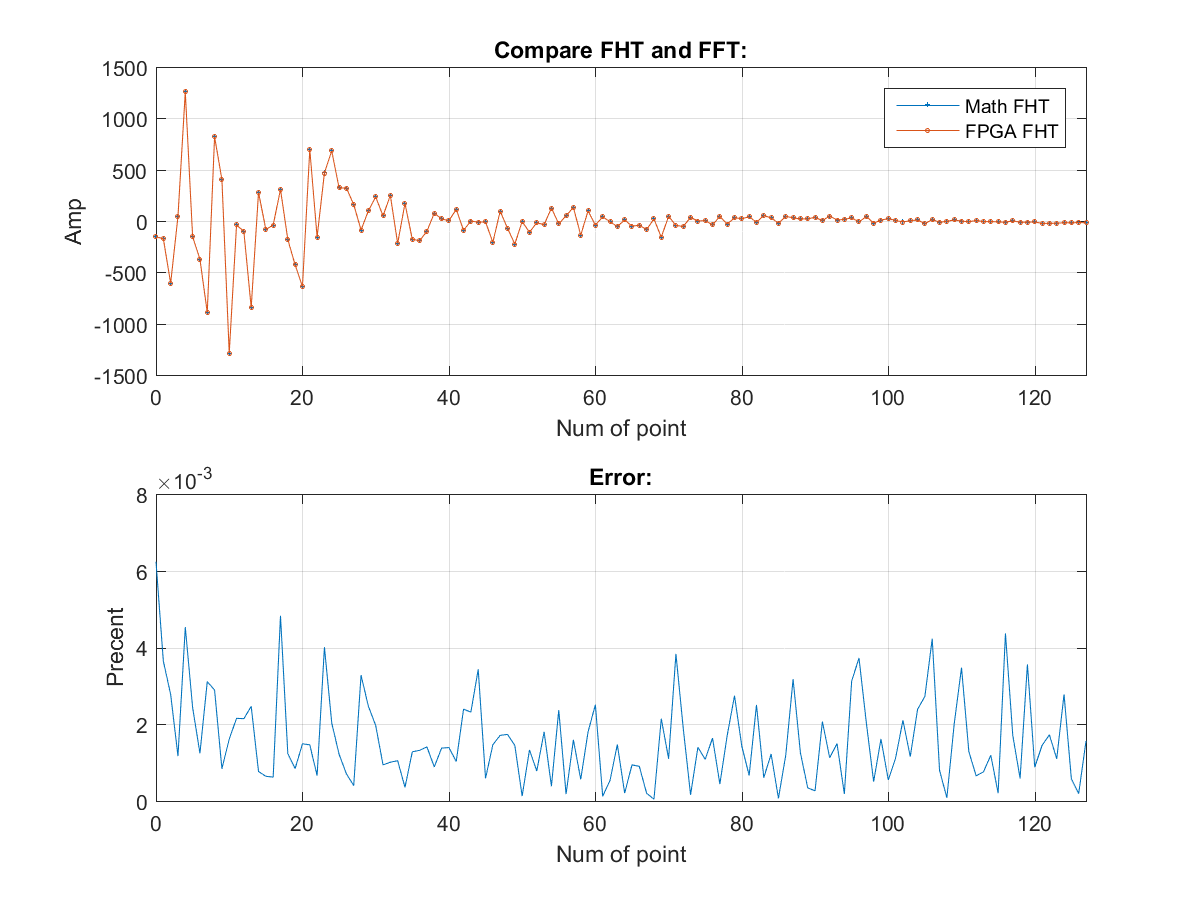 Compare FHT and FFT:
1500
1000
500
0
-500
-1000
-1500
Amp
Math FHT
FPGA FHT
0 20 40 60 80 100 120
Num of point
Error:
×10-3
8
6
4
2
0
Precent
0 20 40 60 80 100 120
Num of point